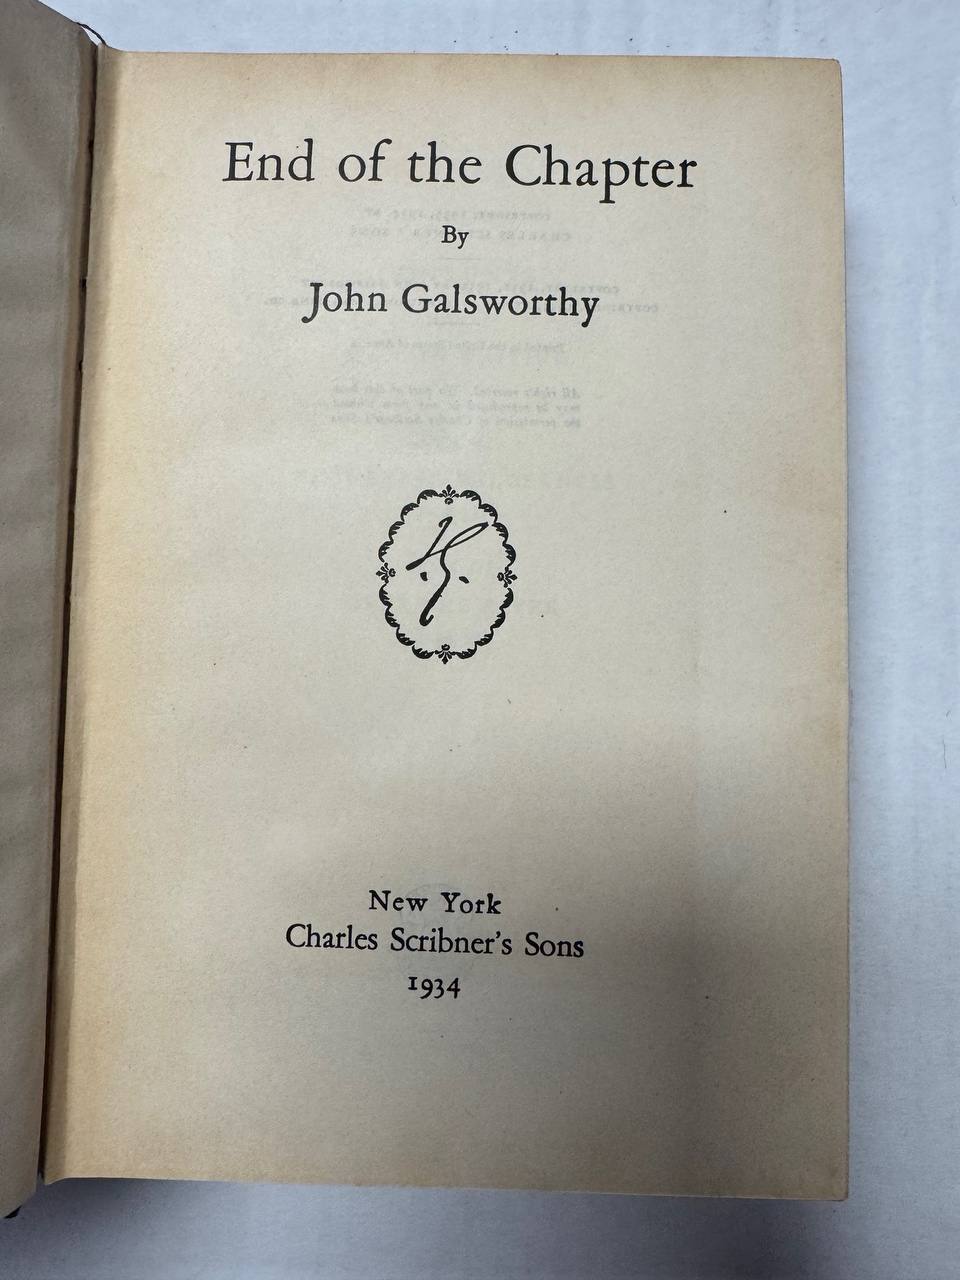 End of the Chapter
By
John Galsworthy
New York
Charles Scribner's Sons
1934